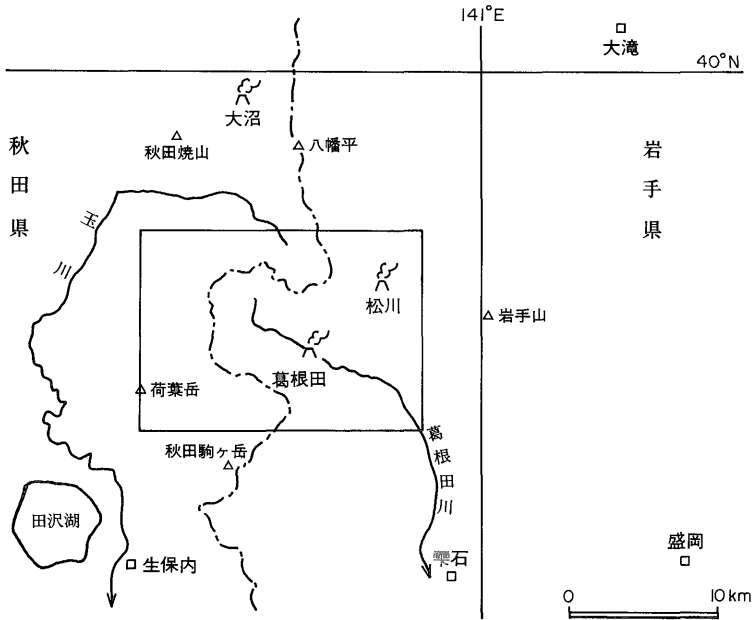 141°E
大滝
40°N
大沼
八幡平
秋田焼山
秋田県
岩手県
玉川
松川
岩手山
葛根田
荷葉岳
葛根田川
秋田駒ヶ岳
田沢湖
生保内
雫石
盛岡
0 10km